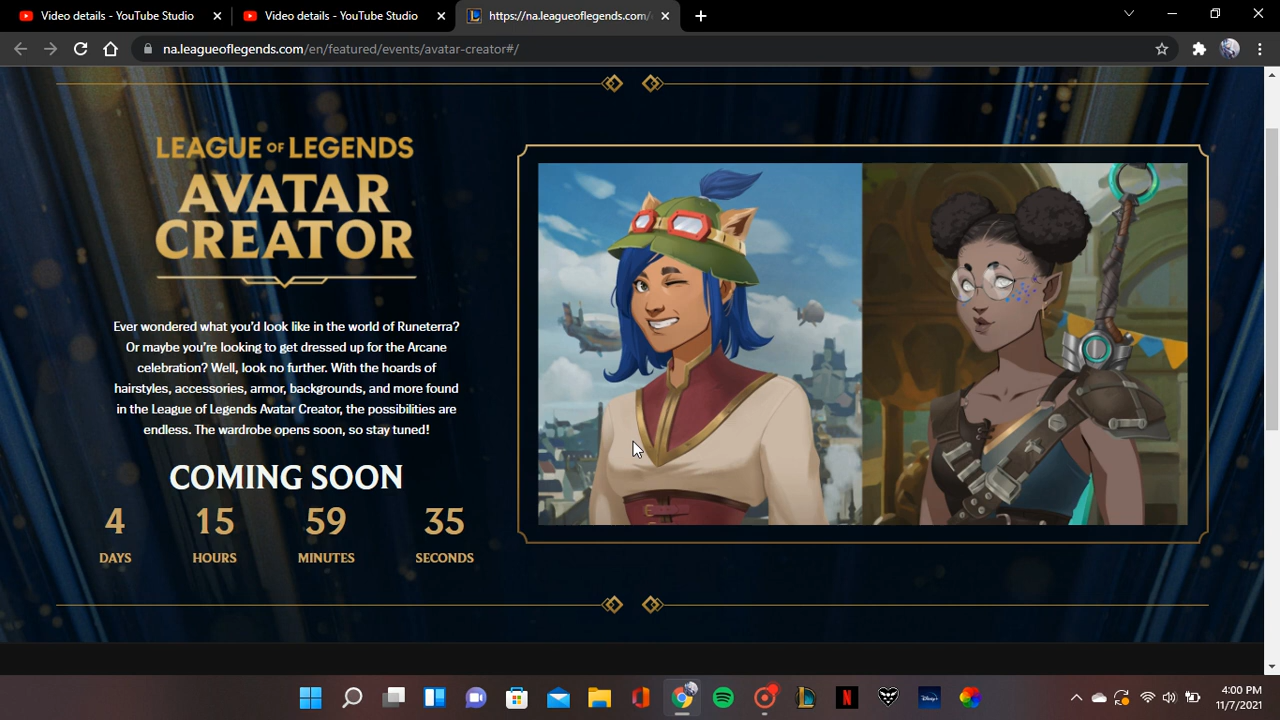 Video details - YouTube Studio
Video details - YouTube Studio
https://na.leagueoflegends.com/
na.leagueoflegends.com/en/featured/events/avatar-creator#/
LEAGUE OF LEGENDS
AVATAR
CREATOR
Ever wondered what you'd look like in the world of Runeterra?
Or maybe you're looking to get dressed up for the Arcane
celebration? Well, look no further. With the hoards of
hairstyles, accessories, armor, backgrounds, and more found
in the League of Legends Avatar Creator, the possibilities are
endless. The wardrobe opens soon, so stay tuned!
COMING SOON
4 15 59 35
DAYS HOURS MINUTES SECONDS
N Disney+
4:00 PM
11/7/2021